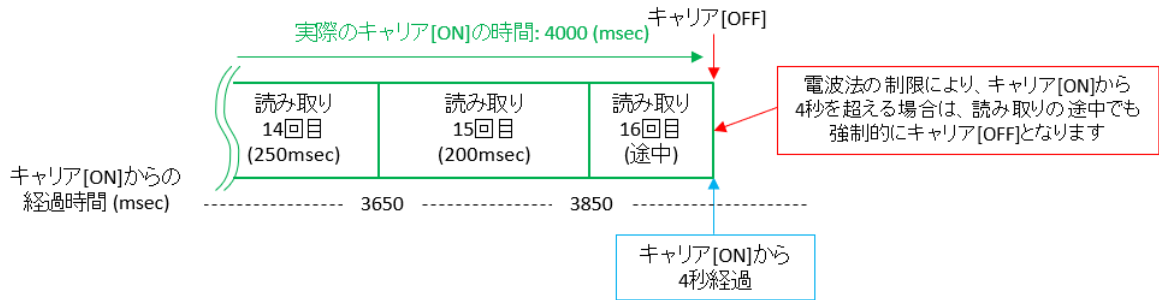 キャリア[OFF]
実際のキャリア[ON]の時間: 4000 (msec)
読み取り
14回目
(250msec)
読み取り
15回目
(200msec)
読み取り
16回目
(途中)
電波法の制限により、キャリア[ON]から
4秒を超える場合は、読み取りの途中でも
強制的にキャリア[OFF]となります
キャリア[ON]からの
経過時間 (msec)
3650
3850
キャリア[ON]から
4秒経過